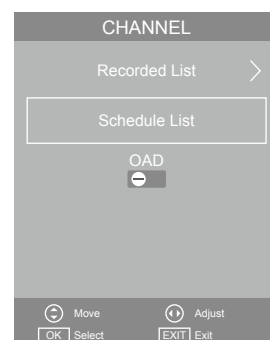 CHANNEL
Recorded List
Schedule List
OAD
Move Adjust
OK Select EXIT Exit